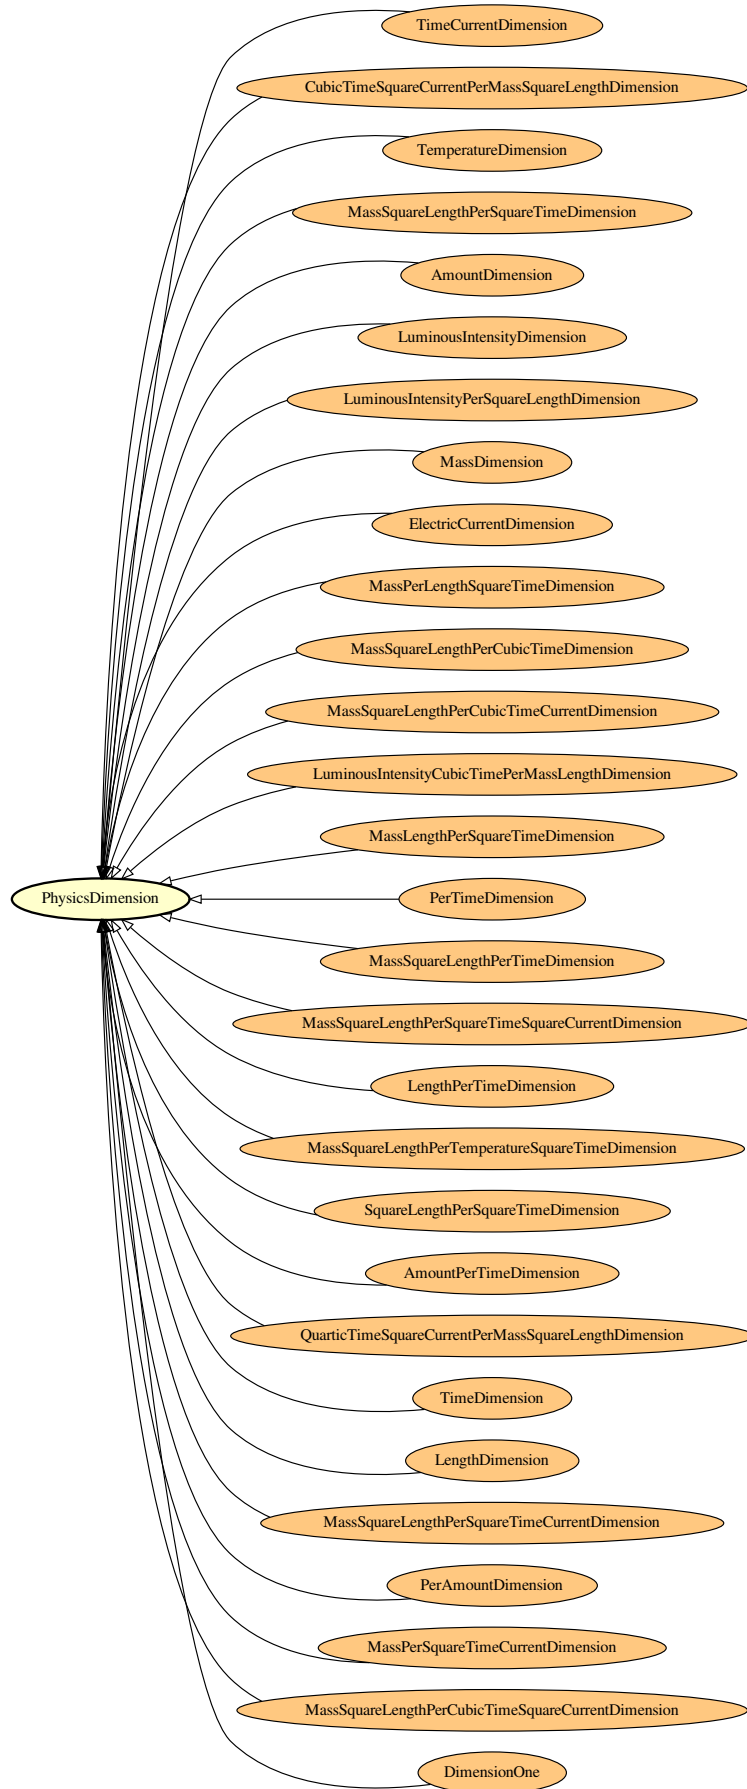 TimeCurrentDimension
CubicTimeSquareCurrentPerMassSquareLengthDimension
TemperatureDimension
MassSquareLengthPerSquareTimeDimension
AmountDimension
LuminousIntensityDimension
LuminousIntensityPerSquareLengthDimension
MassDimension
ElectricCurrentDimension
MassPerLengthSquareTimeDimension
MassSquareLengthPerCubicTimeDimension
MassSquareLengthPerCubicTimeCurrentDimension
LuminousIntensityCubicTimePerMassLengthDimension
MassLengthPerSquareTimeDimension
PhysicsDimension
PerTimeDimension
MassSquareLengthPerTimeDimension
MassSquareLengthPerSquareTimeSquareCurrentDimension
LengthPerTimeDimension
MassSquareLengthPerTemperatureSquareTimeDimension
SquareLengthPerSquareTimeDimension
AmountPerTimeDimension
QuarticTimeSquareCurrentPerMassSquareLengthDimension
TimeDimension
LengthDimension
MassSquareLengthPerSquareTimeCurrentDimension
PerAmountDimension
MassPerSquareTimeCurrentDimension
MassSquareLengthPerCubicTimeSquareCurrentDimension
DimensionOne